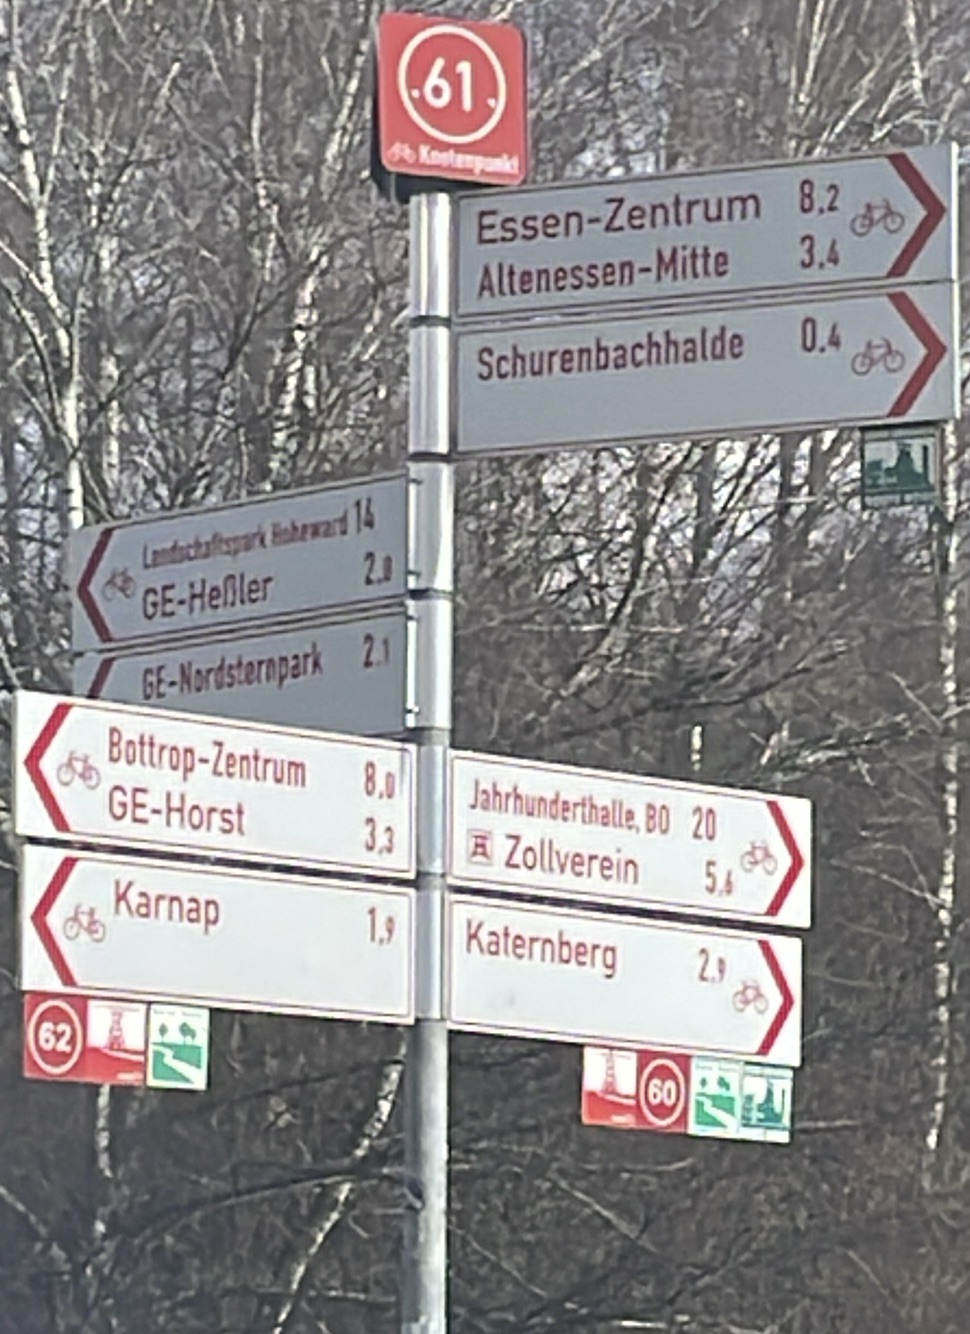 61
Knotenpunkt
Essen-Zentrum 8,2
Altenessen-Mitte 3,4
Schurenbachhalde 0,4
Landschaftspark Hoheward 14
GE-Heßler 2,0
GE-Nordsternpark 2,1
Bottrop-Zentrum 8,0
GE-Horst 3,3
Karnap 1,9
62
Jahrhunderthalle, BO 20
Zollverein 5,6
Katernberg 2,9
60